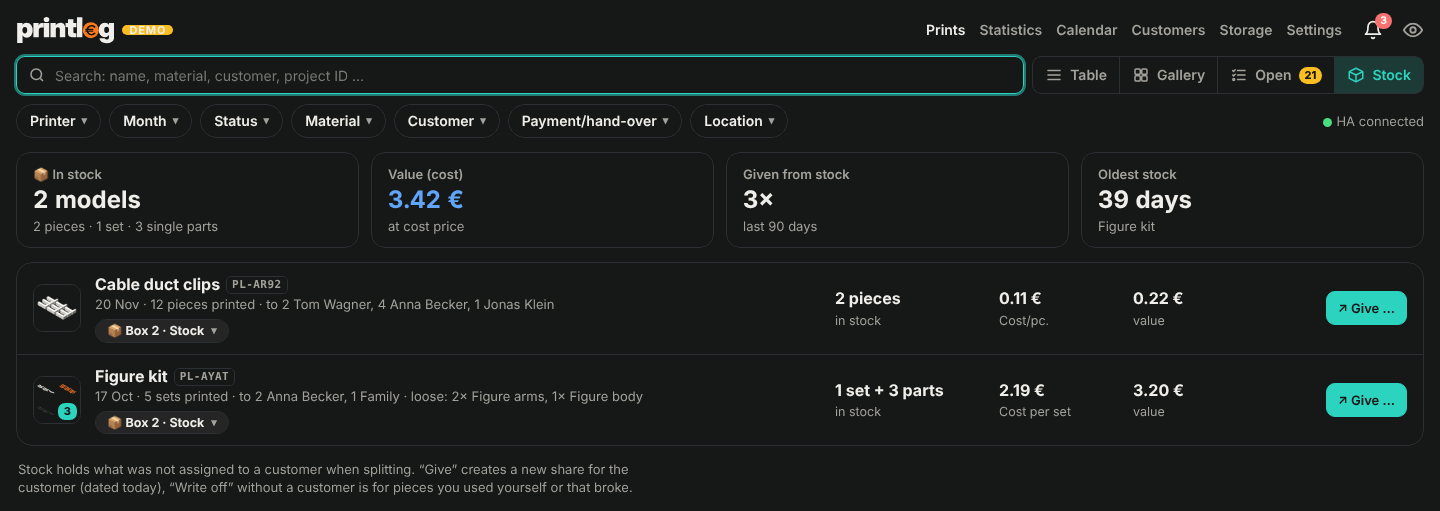 printlog DEMO
Prints Statistics Calendar Customers Storage Settings 3
Search: name, material, customer, project ID ...
Table Gallery Open 21 Stock
Printer ▾ Month ▾ Status ▾ Material ▾ Customer ▾ Payment/hand-over ▾ Location ▾
HA connected
📦 In stock
2 models
2 pieces · 1 set · 3 single parts
Value (cost)
3.42 €
at cost price
Given from stock
3×
last 90 days
Oldest stock
39 days
Figure kit
Cable duct clips PL-AR92
20 Nov · 12 pieces printed · to 2 Tom Wagner, 4 Anna Becker, 1 Jonas Klein
📦 Box 2 · Stock ▾
2 pieces
in stock
0.11 €
Cost/pc.
0.22 €
value
↗ Give ...
3
Figure kit PL-AYAT
17 Oct · 5 sets printed · to 2 Anna Becker, 1 Family · loose: 2× Figure arms, 1× Figure body
📦 Box 2 · Stock ▾
1 set + 3 parts
in stock
2.19 €
Cost per set
3.20 €
value
↗ Give ...
Stock holds what was not assigned to a customer when splitting. “Give” creates a new share for the
customer (dated today), “Write off” without a customer is for pieces you used yourself or that broke.